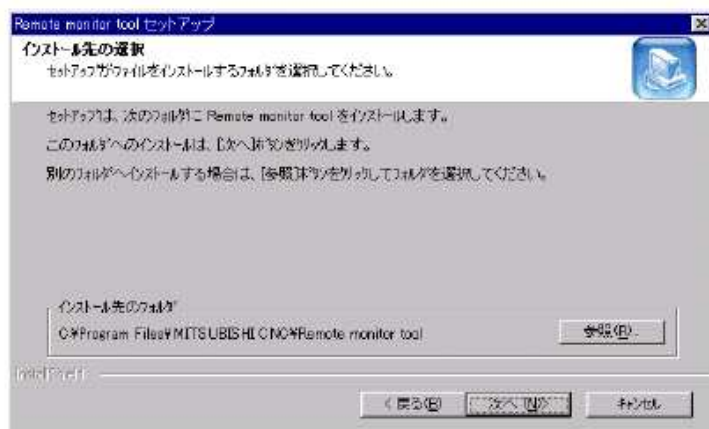 Remote monitor tool セットアップ
インストール先の選択
セットアップがファイルをインストールするフォルダを選択してください。
セットアップは、次のフォルダに Remote monitor tool をインストールします。
このフォルダへのインストールは、[次へ]ボタンをクリックします。
別のフォルダへインストールする場合は、[参照]ボタンをクリックしてフォルダを選択してください。
インストール先のフォルダ
C:¥Program Files¥MITSUBISHI CNC¥Remote monitor tool
参照(R)...
InstallShield
< 戻る(B)
次へ(N)>
キャンセル